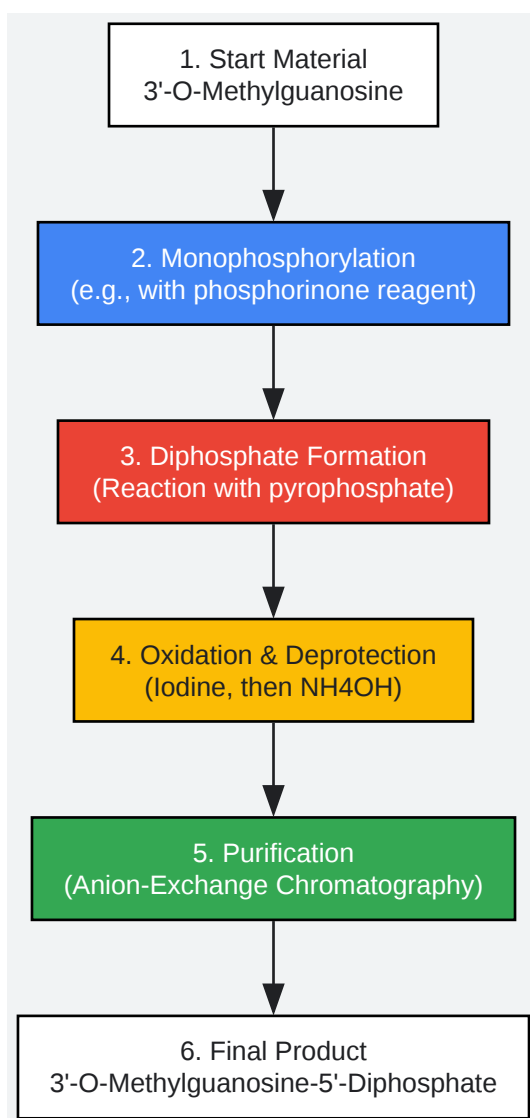 1. Start Material
3'-O-Methylguanosine
2. Monophosphorylation
(e.g., with phosphorinone reagent)
3. Diphosphate Formation
(Reaction with pyrophosphate)
4. Oxidation & Deprotection
(Iodine, then NH4OH)
5. Purification
(Anion-Exchange Chromatography)
6. Final Product
3'-O-Methylguanosine-5'-Diphosphate